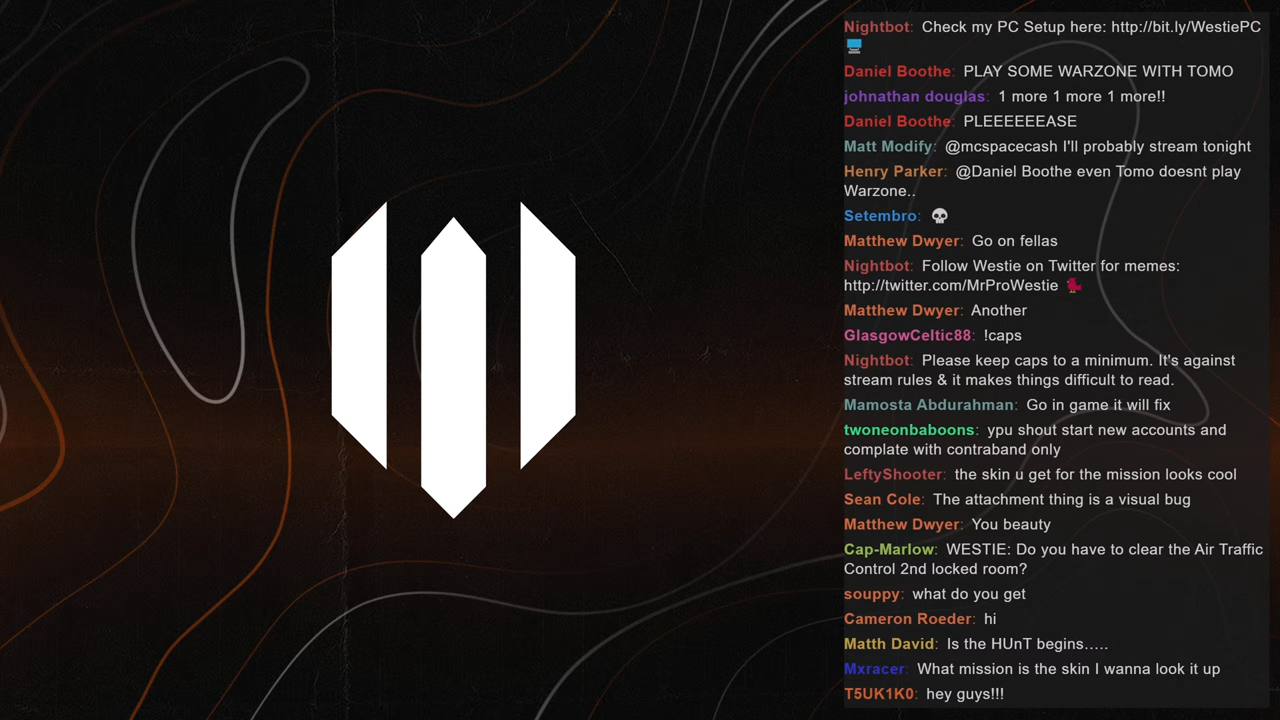 Nightbot: Check my PC Setup here: http://bit.ly/WestiePC
Daniel Boothe: PLAY SOME WARZONE WITH TOMO
johnathan douglas: 1 more 1 more 1 more!!
Daniel Boothe: PLEEEEEEASE
Matt Modify: @mcspacecash I'll probably stream tonight
Henry Parker: @Daniel Boothe even Tomo doesnt play
Warzone..
Setembro:
Matthew Dwyer: Go on fellas
Nightbot: Follow Westie on Twitter for memes:
http://twitter.com/MrProWestie
Matthew Dwyer: Another
GlasgowCeltic88: !caps
Nightbot: Please keep caps to a minimum. It's against
stream rules & it makes things difficult to read.
Mamosta Abdurahman: Go in game it will fix
twoneonbaboons: ypu shout start new accounts and
complate with contraband only
LeftyShooter: the skin u get for the mission looks cool
Sean Cole: The attachment thing is a visual bug
Matthew Dwyer: You beauty
Cap-Marlow: WESTIE: Do you have to clear the Air Traffic
Control 2nd locked room?
souppy: what do you get
Cameron Roeder: hi
Matth David: Is the HUnT begins.....
Mxracer: What mission is the skin I wanna look it up
T5UK1K0: hey guys!!!